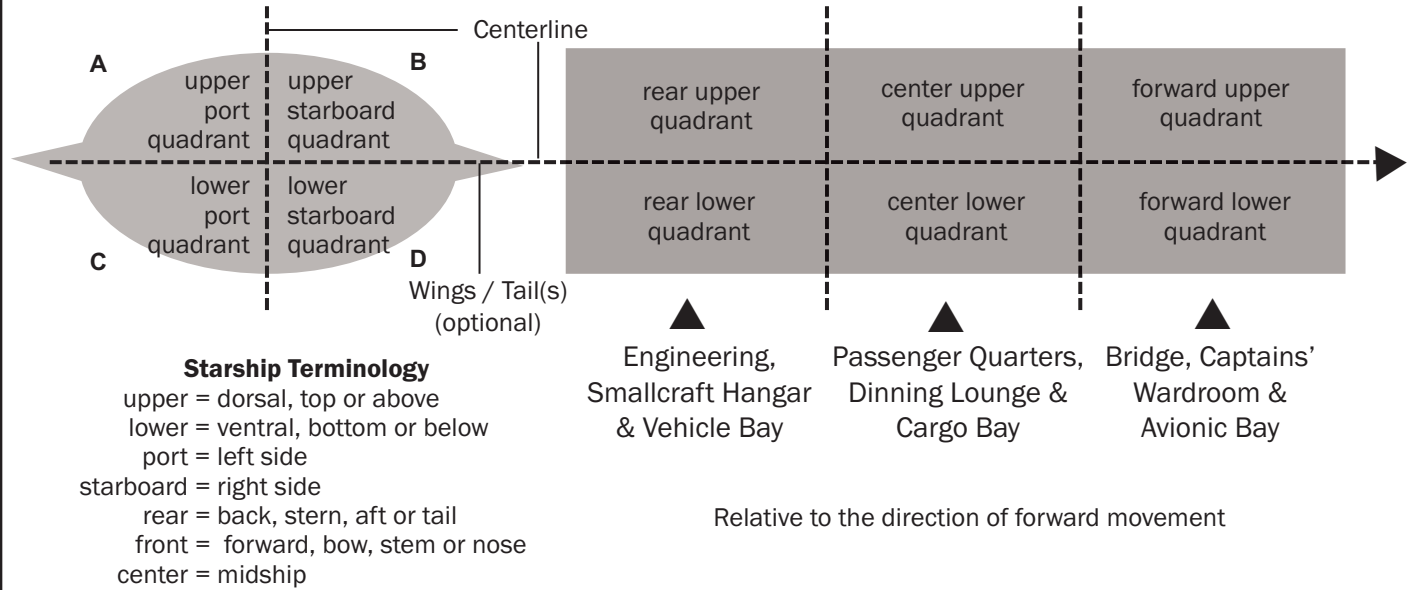 Centerline
A
B
upper
port
quadrant
upper
starboard
quadrant
lower
port
quadrant
lower
starboard
quadrant
C
D
Wings / Tail(s)
(optional)
rear upper
quadrant
center upper
quadrant
forward upper
quadrant
rear lower
quadrant
center lower
quadrant
forward lower
quadrant
Engineering,
Smallcraft Hangar
& Vehicle Bay
Passenger Quarters,
Dinning Lounge &
Cargo Bay
Bridge, Captains’
Wardroom &
Avionic Bay
Starship Terminology
upper = dorsal, top or above
lower = ventral, bottom or below
port = left side
starboard = right side
rear = back, stern, aft or tail
front = forward, bow, stem or nose
center = midship
Relative to the direction of forward movement